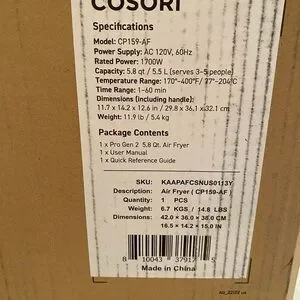 COSORI
Specifications
Model: CP159-AF
Power Supply: AC 120V, 60Hz
Rated Power: 1700W
Capacity: 5.8 qt / 5.5 L (serves 3–5 people)
Temperature Range: 170°–400°F / 77°–204°C
Time Range: 1–60 min
Dimensions (including handle):
11.7 x 14.2 x 12.6 in / 29.8 x 36.1 x 32.1 cm
Weight: 11.9 lb / 5.4 kg
Package Contents
1 x Pro Gen 2 5.8 Qt. Air Fryer
1 x User Manual
1 x Quick Reference Guide
SKU: KAAPAFCSNUS0113Y
Description: Air Fryer ( CP159-AF )
Quantity: 1 PCS
Weight: 6.7 KGS / 14.8 LBS
Dimensions: 42.0 X 36.0 X 38.0 CM
16.5 X 14.2 X 15.0 IN
8 10043 37917 5
Made in China